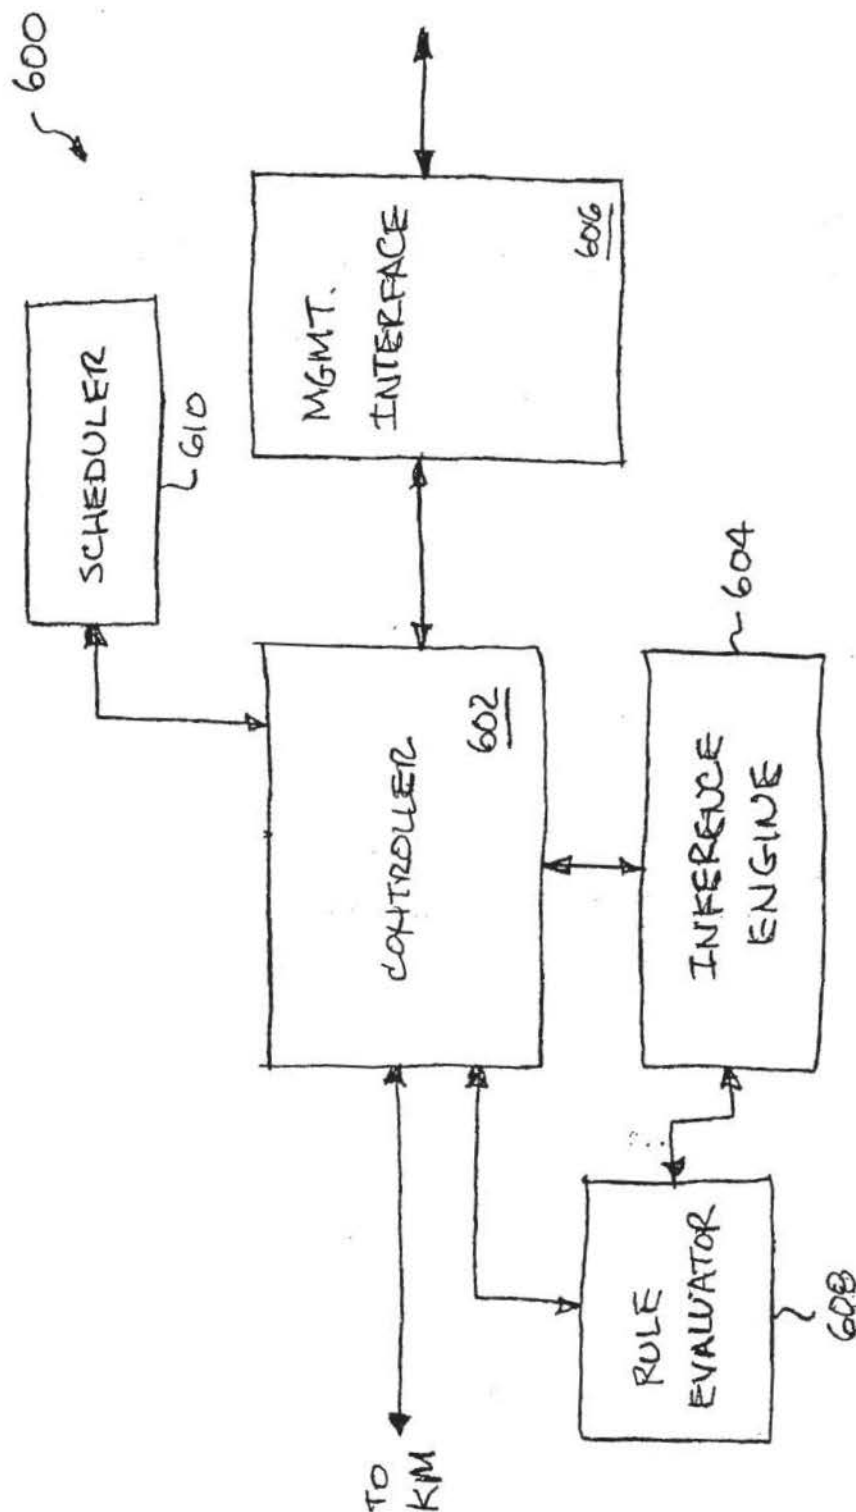 600
SCHEDULER
610
MGMT.
INTERFACE
606
CONTROLLER
602
TO
KM
INFERENCE
ENGINE
604
RULE
EVALUATOR
608